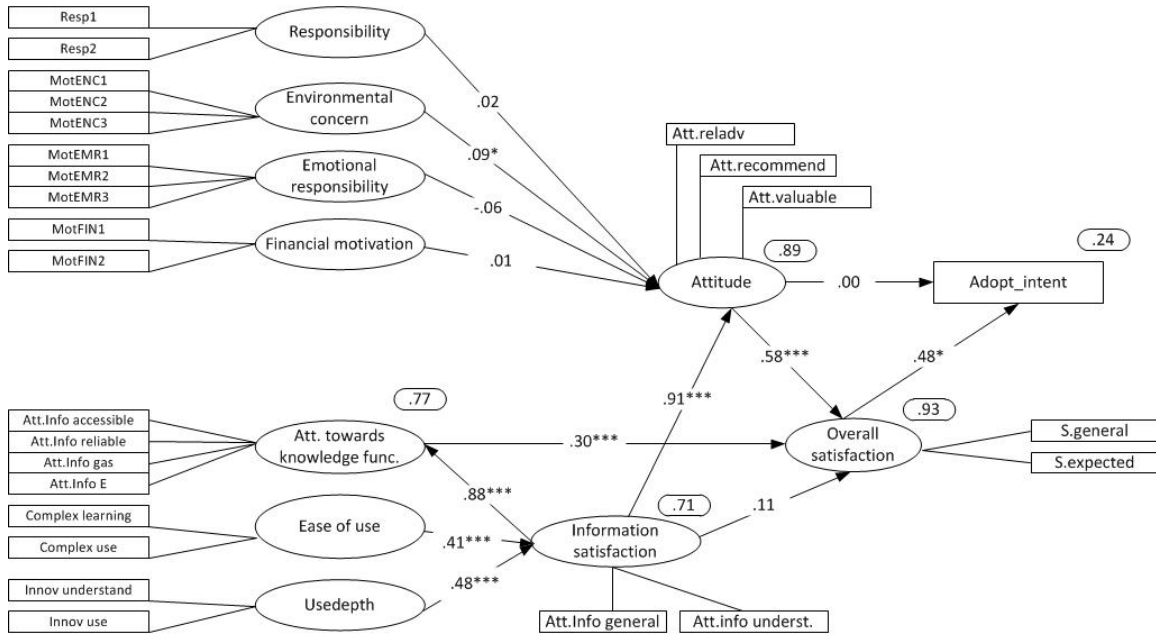 Resp1
Resp2
Responsibility
MotENC1
MotENC2
MotENC3
Environmental
concern
MotEMR1
MotEMR2
MotEMR3
Emotional
responsibility
MotFIN1
MotFIN2
Financial motivation
.02
.09*
-.06
.01
Att.reladv
Att.recommend
Att.valuable
.89
Attitude
.00
.24
Adopt_intent
.58***
.48*
.91***
.77
Att.Info accessible
Att.Info reliable
Att.Info gas
Att.Info E
Att. towards
knowledge func.
.30***
.93
Overall
satisfaction
S.general
S.expected
.88***
Complex learning
Complex use
Ease of use
.41***
.71
Information
satisfaction
.11
Innov understand
Innov use
Usedepth
.48***
Att.Info general
Att.info underst.